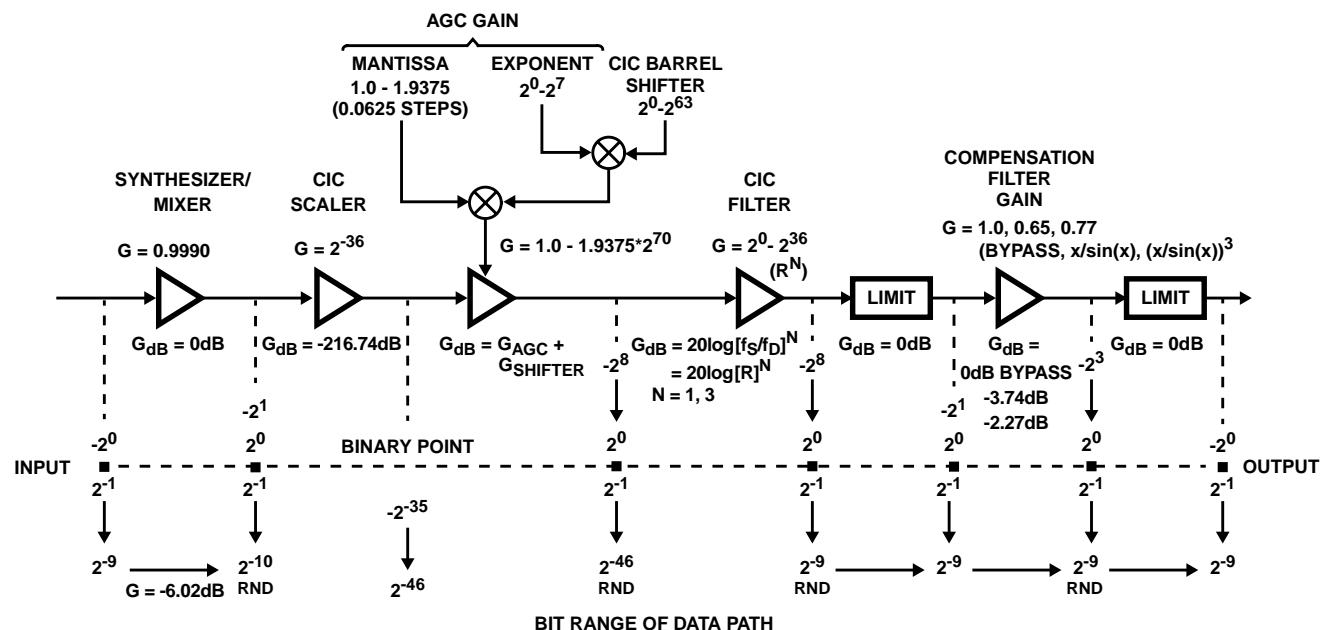 AGC GAIN
MANTISSA
1.0 - 1.9375
(0.0625 STEPS)
EXPONENT
2^0-2^7
CIC BARREL
SHIFTER
2^0-2^63
SYNTHESIZER/
MIXER
CIC
SCALER
CIC
FILTER
COMPENSATION
FILTER
GAIN
G = 0.9990
G = 2^-36
G = 1.0 - 1.9375*2^70
G = 2^0- 2^36
(R^N)
G = 1.0, 0.65, 0.77
(BYPASS, x/sin(x), (x/sin(x))^3
LIMIT
LIMIT
G_dB = 0dB
G_dB = -216.74dB
G_dB = G_AGC +
G_SHIFTER
G_dB = 20log[f_S/f_D]^N
= 20log[R]^N
N = 1, 3
G_dB = 0dB
G_dB =
0dB BYPASS
-3.74dB
-2.27dB
G_dB = 0dB
-2^1
-2^8
-2^8
-2^1
-2^3
-2^0
2^0
BINARY POINT
2^0
2^0
2^0
2^0
-2^0
INPUT
OUTPUT
2^-1
2^-1
2^-1
2^-1
2^-1
2^-1
2^-1
-2^-35
2^-9
G = -6.02dB
2^-10
RND
2^-46
2^-46
RND
2^-9
RND
2^-9
2^-9
RND
2^-9
BIT RANGE OF DATA PATH